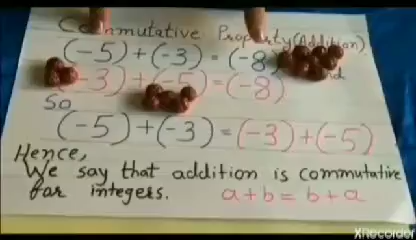 Commutative Property (Addition)
(-5)+(-3) = (-8)
(-3) + (-5) = (-8)
So
(-5)+(-3) = (-3)+(-5)
Hence,
We say that addition is commutative
for integers. a+b = b+a
XRecorder